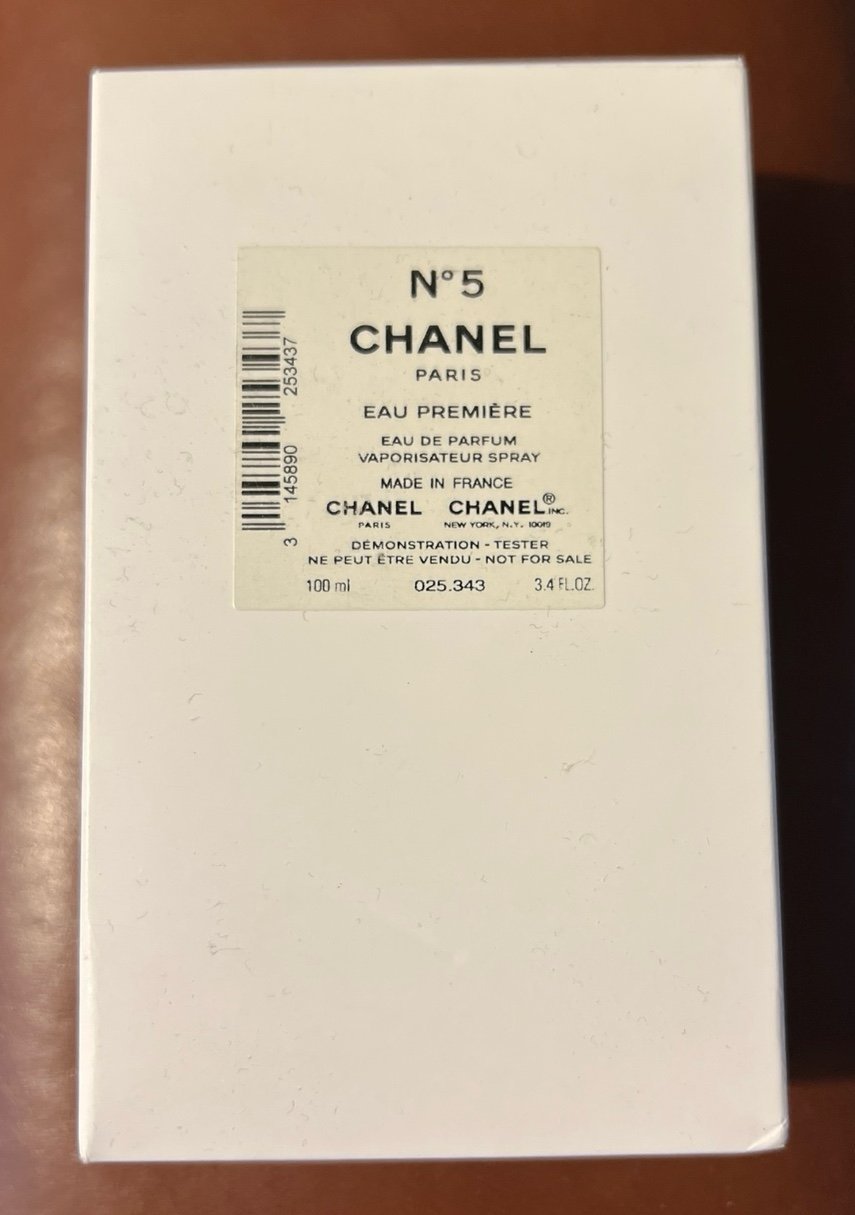 N° 5
CHANEL
PARIS
EAU PREMIÈRE
EAU DE PARFUM
VAPORISATEUR SPRAY
MADE IN FRANCE
CHANEL CHANEL® INC.
PARIS NEW YORK, N.Y. 10019
DÉMONSTRATION - TESTER
NE PEUT ÊTRE VENDU - NOT FOR SALE
100 ml 025.343 3.4 FL.OZ.
3 145890 253437